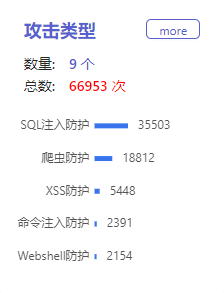 攻击类型 more
数量: 9 个
总数: 66953 次
SQL注入防护 35503
爬虫防护 18812
XSS防护 5448
命令注入防护 2391
Webshell防护 2154